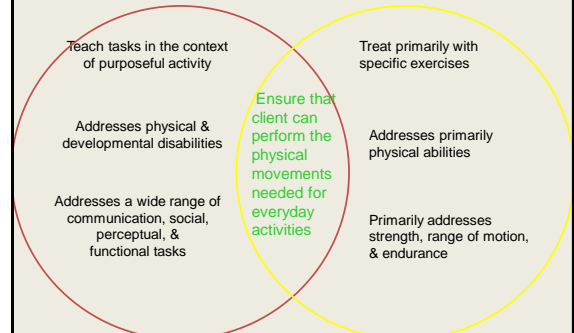 Teach tasks in the context
of purposeful activity
Addresses physical &
developmental disabilities
Addresses a wide range of
communication, social,
perceptual, &
functional tasks
Ensure that
client can
perform the
physical
movements
needed for
everyday
activities
Treat primarily with
specific exercises
Addresses primarily
physical abilities
Primarily addresses
strength, range of motion,
& endurance